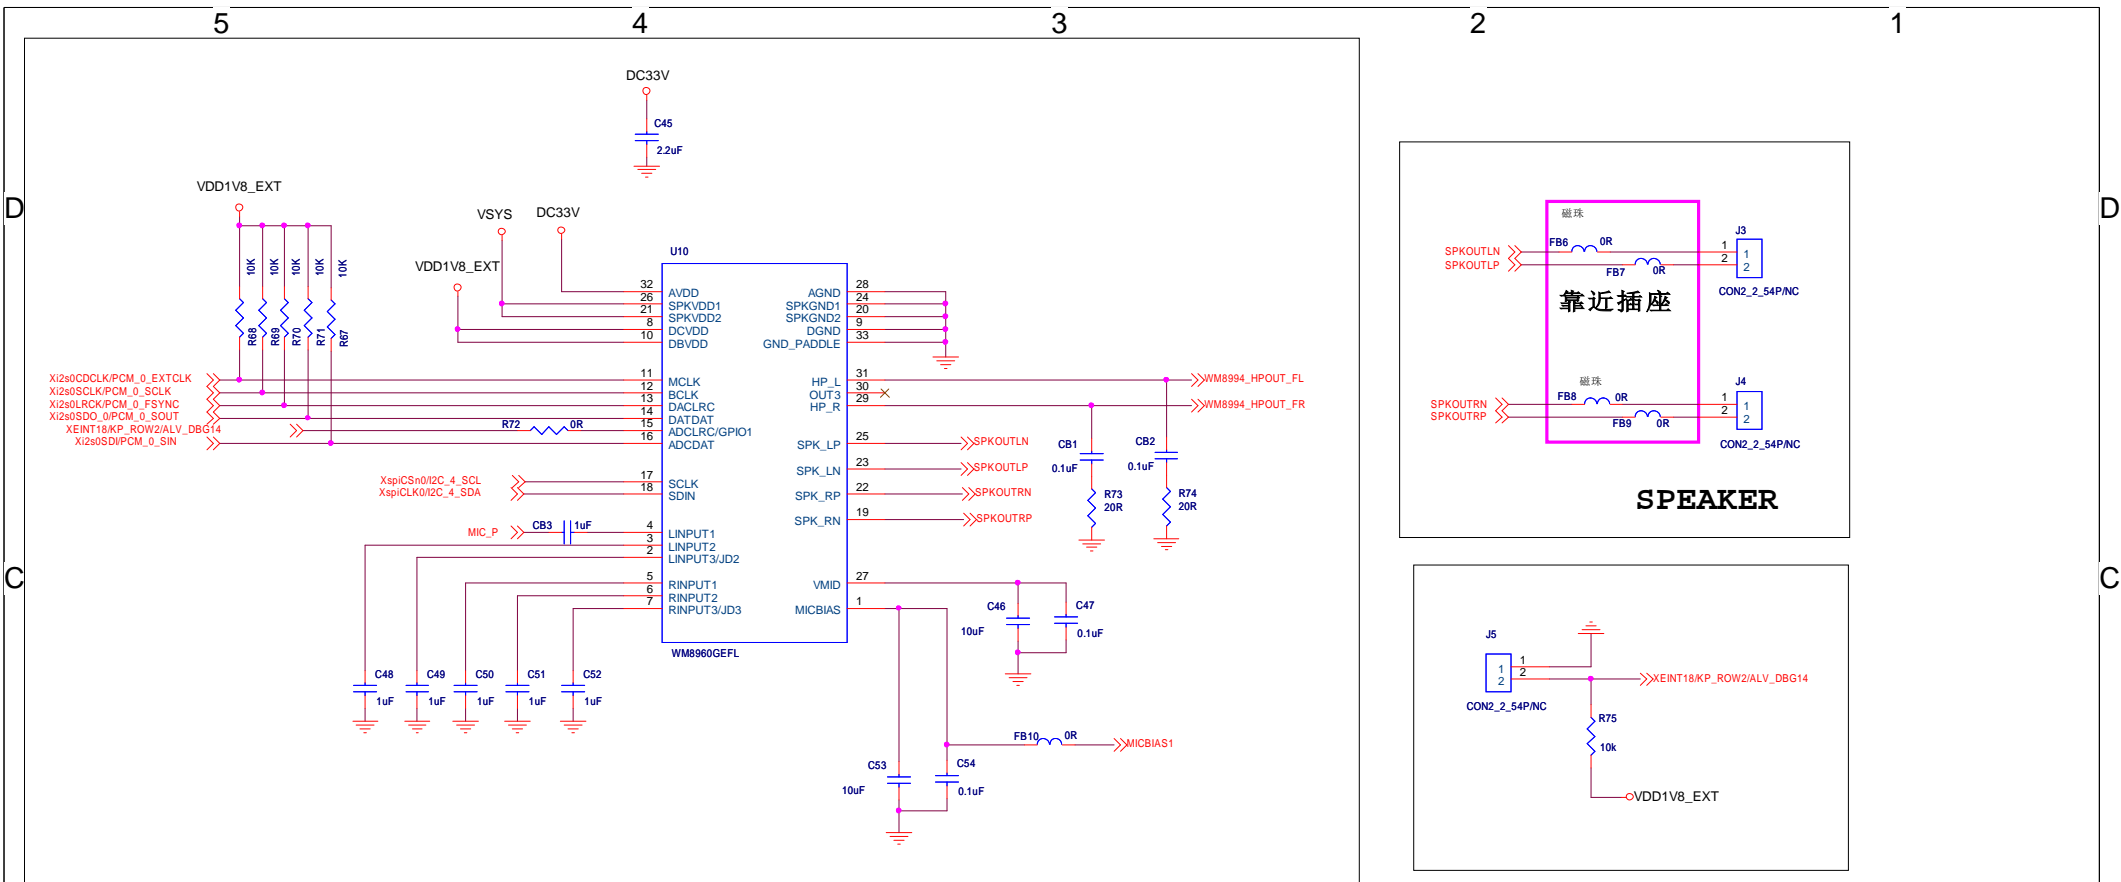 5 4 3 2 1
D D
C C
DC33V
C45
2.2uF
VDD1V8_EXT
VSYS DC33V
VDD1V8_EXT
10K 10K 10K 10K 10K
R68 R69 R70 R71 R67
U10
32 AVDD
26 SPKVDD1
21 SPKVDD2
8 DCVDD
10 DBVDD
11 MCLK
12 BCLK
13 DACLRC
14 DATDAT
15 ADCLRC/GPIO1
16 ADCDAT
17 SCLK
18 SDIN
4 LINPUT1
3 LINPUT2
2 LINPUT3/JD2
5 RINPUT1
6 RINPUT2
7 RINPUT3/JD3
AGND 28
SPKGND1 24
SPKGND2 20
DGND 9
GND_PADDLE 33
HP_L 31
OUT3 30
HP_R 29
SPK_LP 25
SPK_LN 23
SPK_RP 22
SPK_RN 19
VMID 27
MICBIAS 1
WM8960GEFL
Xi2s0CDCLK/PCM_0_EXTCLK
Xi2s0SCLK/PCM_0_SCLK
Xi2s0LRCK/PCM_0_FSYNC
Xi2s0SDO_0/PCM_0_SOUT
XEINT18/KP_ROW2/ALV_DBG14
Xi2s0SDI/PCM_0_SIN
R72 0R
XspiCSn0/I2C_4_SCL
XspiCLK0/I2C_4_SDA
MIC_P
CB3 1uF
C48 1uF
C49 1uF
C50 1uF
C51 1uF
C52 1uF
WM8994_HPOUT_FL
WM8994_HPOUT_FR
SPKOUTLN
SPKOUTLP
SPKOUTRN
SPKOUTRP
CB1 0.1uF
CB2 0.1uF
R73 20R
R74 20R
C46 10uF
C47 0.1uF
FB10 0R
MICBIAS1
C53 10uF
C54 0.1uF
磁珠
SPKOUTLN
SPKOUTLP
FB6 0R
FB7 0R
J3
1 1
2 2
CON2_2_54P/NC
靠近插座
磁珠
SPKOUTRN
SPKOUTRP
FB8 0R
FB9 0R
J4
1 1
2 2
CON2_2_54P/NC
SPEAKER
J5
1 1
2 2
CON2_2_54P/NC
XEINT18/KP_ROW2/ALV_DBG14
R75
10k
VDD1V8_EXT